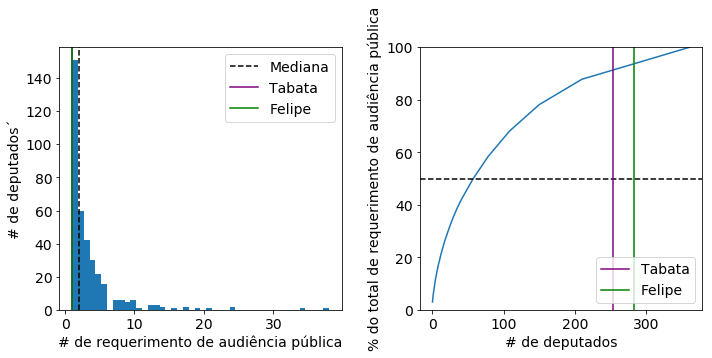 # de deputados´
140
120
100
80
60
40
20
0
Mediana
Tabata
Felipe
0 10 20 30
# de requerimento de audiência pública
% do total de requerimento de audiência pública
100
80
60
40
20
0
Tabata
Felipe
0 100 200 300
# de deputados